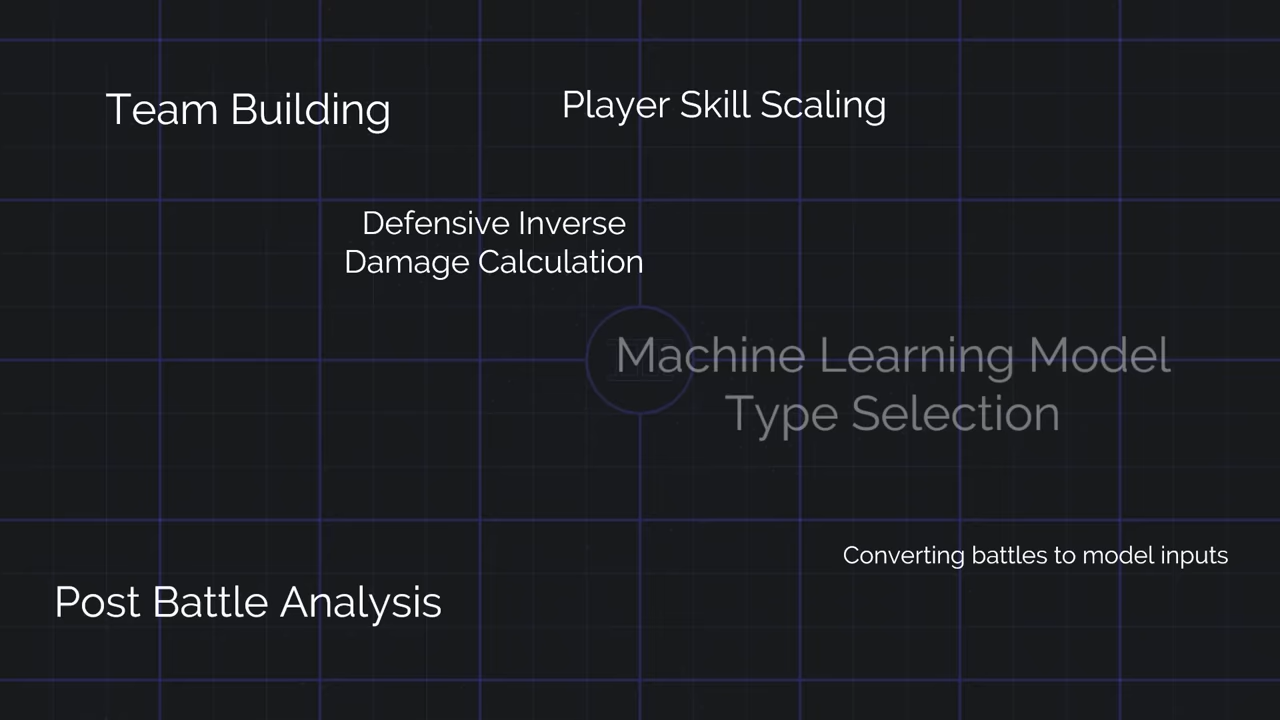 Team Building
Player Skill Scaling
Defensive Inverse
Damage Calculation
Machine Learning Model
Type Selection
Converting battles to model inputs
Post Battle Analysis